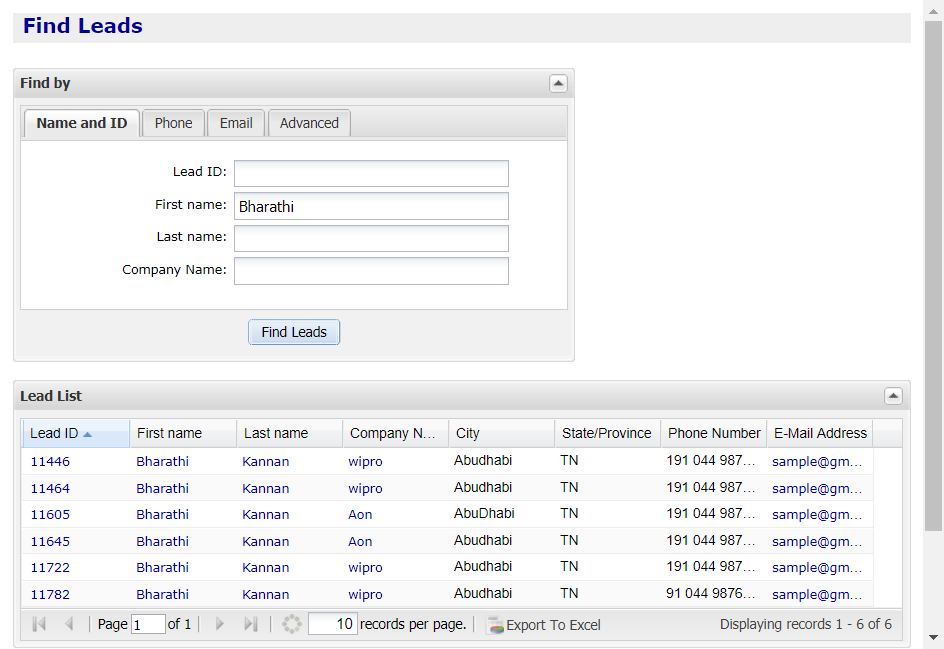 Find Leads
Find by
Name and ID Phone Email Advanced
Lead ID:
First name: Bharathi
Last name:
Company Name:
Find Leads
Lead List
Lead ID First name Last name Company N... City State/Province Phone Number E-Mail Address
11446 Bharathi Kannan wipro Abudhabi TN 191 044 987... sample@gm...
11464 Bharathi Kannan wipro Abudhabi TN 191 044 987... sample@gm...
11605 Bharathi Kannan Aon AbuDhabi TN 191 044 987... sample@gm...
11645 Bharathi Kannan Aon Abudhabi TN 191 044 987... sample@gm...
11722 Bharathi Kannan wipro Abudhabi TN 191 044 987... sample@gm...
11782 Bharathi Kannan wipro Abudhabi TN 91 044 9876... sample@gm...
Page 1 of 1 10 records per page. Export To Excel Displaying records 1 - 6 of 6